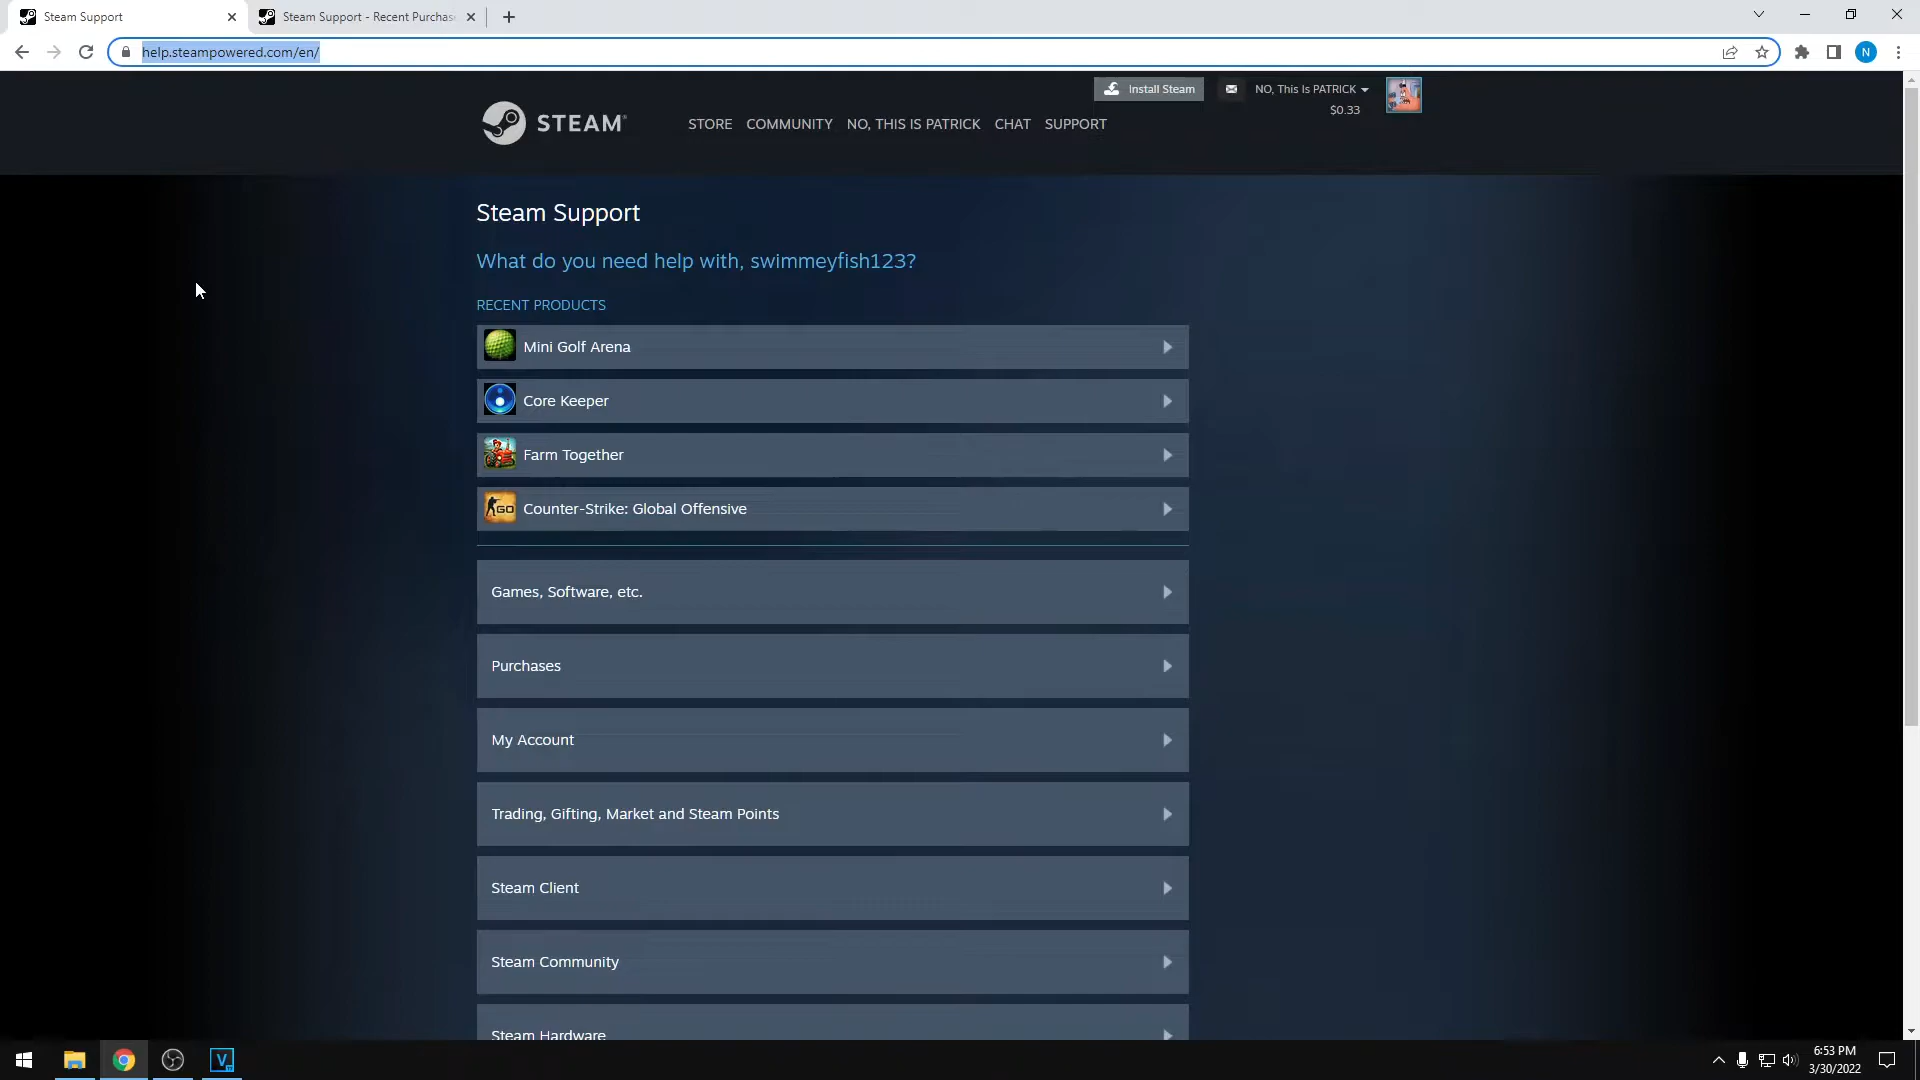 Steam Support
Steam Support - Recent Purchas
help.steampowered.com/en/
N
Install Steam
NO, This Is PATRICK
$0.33
STEAM
STORE COMMUNITY NO, THIS IS PATRICK CHAT SUPPORT
Steam Support
What do you need help with, swimmeyfish123?
RECENT PRODUCTS
Mini Golf Arena
Core Keeper
Farm Together
GO Counter-Strike: Global Offensive
Games, Software, etc.
Purchases
My Account
Trading, Gifting, Market and Steam Points
Steam Client
Steam Community
Steam Hardware
V
6:53 PM
3/30/2022